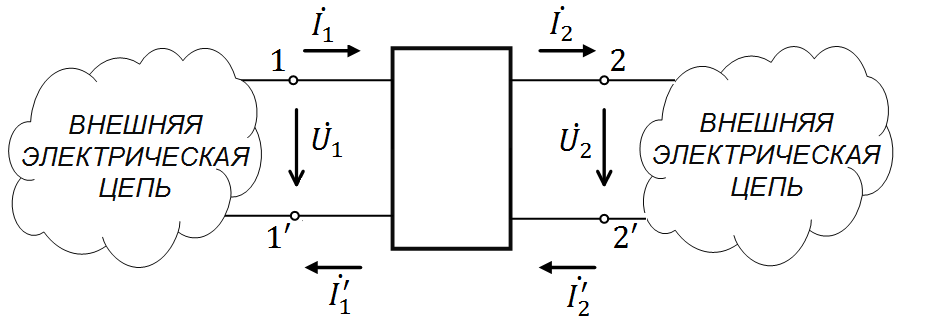 İ₁
İ₂
1
2
ВНЕШНЯЯ
ЭЛЕКТРИЧЕСКАЯ
ЦЕПЬ
U̇₁
U̇₂
ВНЕШНЯЯ
ЭЛЕКТРИЧЕСКАЯ
ЦЕПЬ
1′
2′
İ₁′
İ₂′